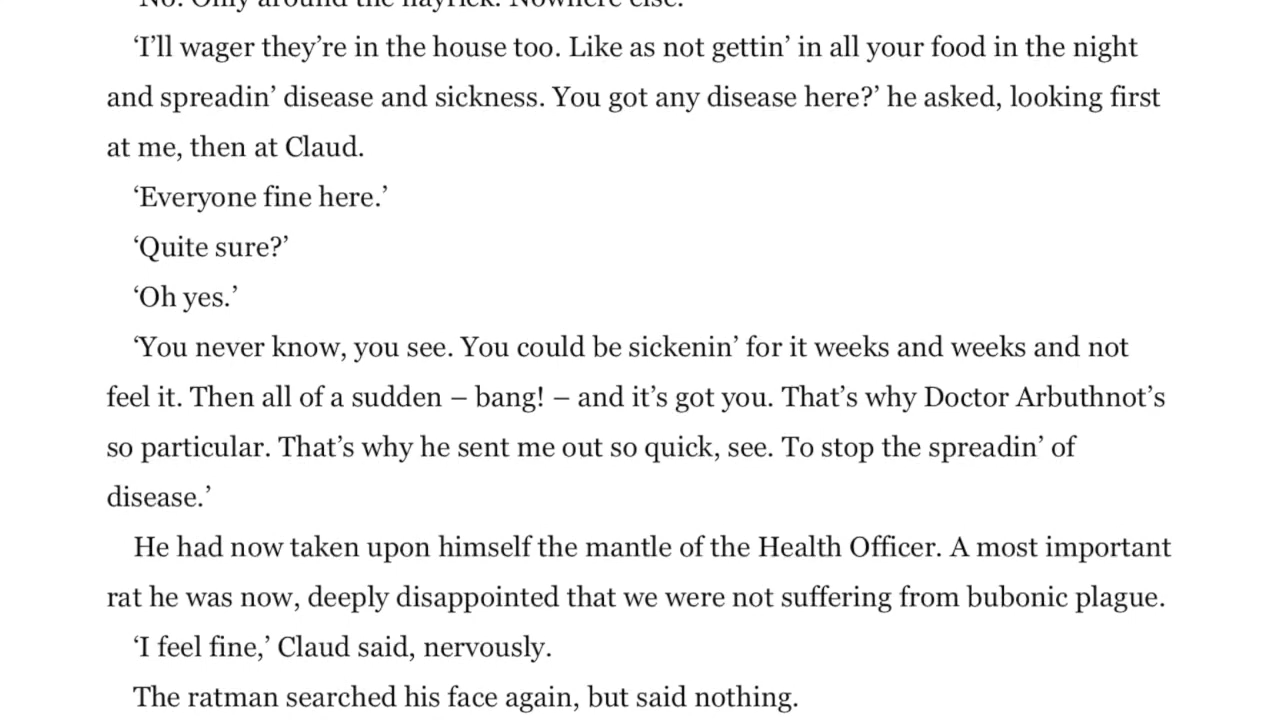 ‘No. Only around the hayrick. Nowhere else.’
‘I’ll wager they’re in the house too. Like as not gettin’ in all your food in the night
and spreadin’ disease and sickness. You got any disease here?’ he asked, looking first
at me, then at Claud.
‘Everyone fine here.’
‘Quite sure?’
‘Oh yes.’
‘You never know, you see. You could be sickenin’ for it weeks and weeks and not
feel it. Then all of a sudden – bang! – and it’s got you. That’s why Doctor Arbuthnot’s
so particular. That’s why he sent me out so quick, see. To stop the spreadin’ of
disease.’
He had now taken upon himself the mantle of the Health Officer. A most important
rat he was now, deeply disappointed that we were not suffering from bubonic plague.
‘I feel fine,’ Claud said, nervously.
The ratman searched his face again, but said nothing.